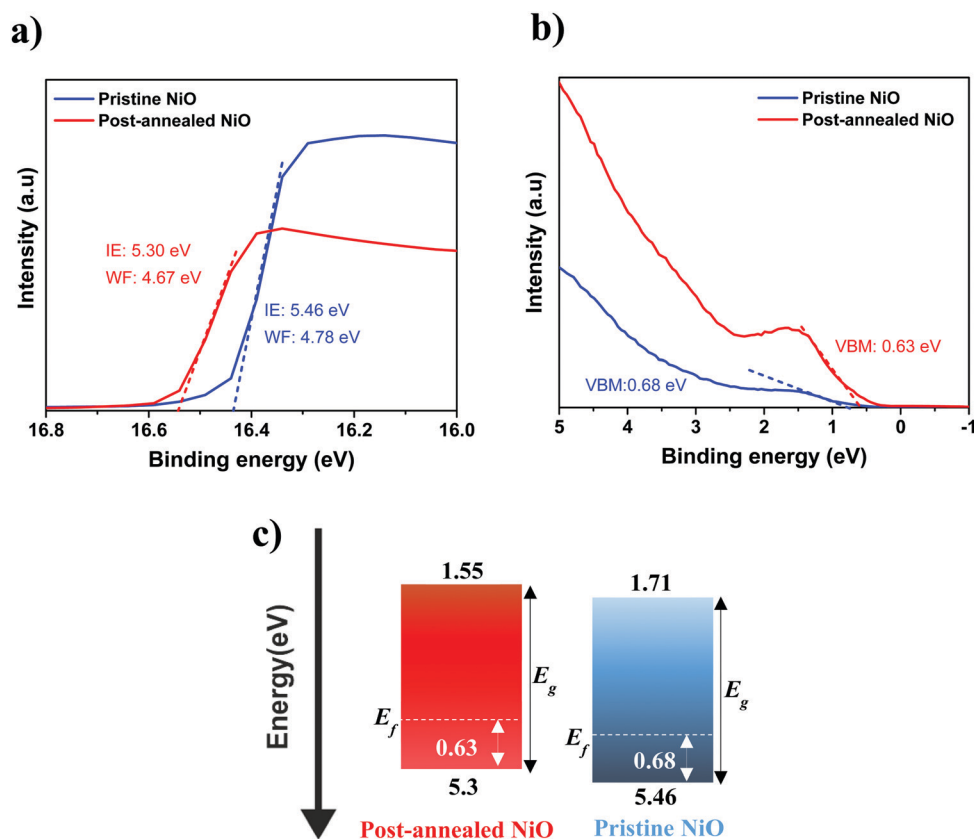 a)
Pristine NiO
Post-annealed NiO
IE: 5.30 eV
WF: 4.67 eV
IE: 5.46 eV
WF: 4.78 eV
Intensity (a.u)
16.8 16.6 16.4 16.2 16.0
Binding energy (eV)
b)
Pristine NiO
Post-annealed NiO
VBM: 0.63 eV
VBM:0.68 eV
Intensity (a.u)
5 4 3 2 1 0 -1
Binding energy (eV)
c)
Energy(eV)
1.55
Eg
Ef
0.63
5.3
Post-annealed NiO
1.71
Eg
Ef
0.68
5.46
Pristine NiO